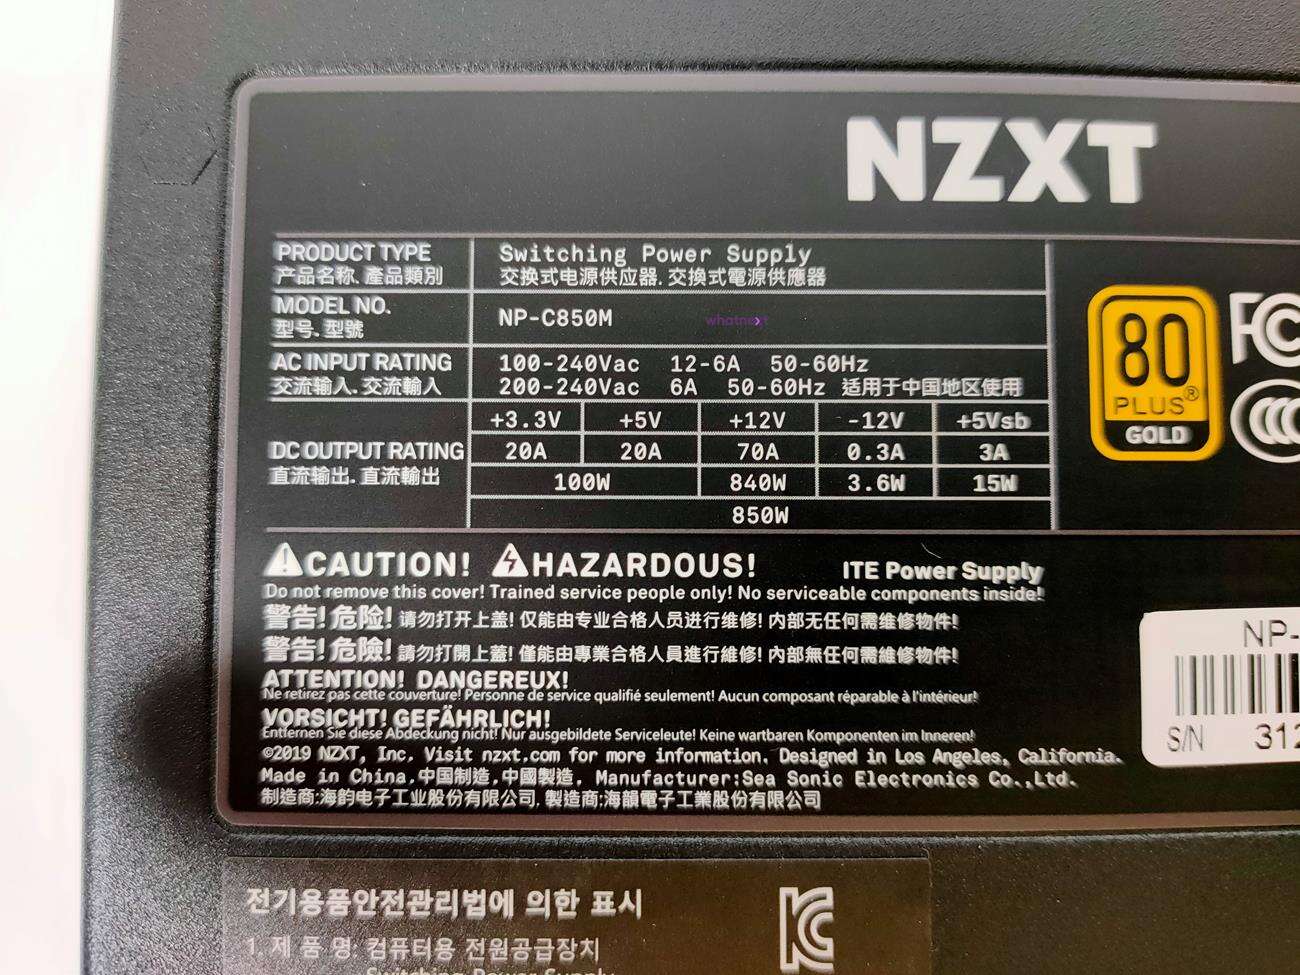 NZXT
PRODUCT TYPE Switching Power Supply
产品名称、產品類別 交换式电源供应器、交換式電源供應器
MODEL NO. NP-C850M
型号、型號
whatnext
AC INPUT RATING 100-240Vac 12-6A 50-60Hz
交流输入、交流輸入 200-240Vac 6A 50-60Hz 适用于中国地区使用
+3.3V +5V +12V -12V +5Vsb
DC OUTPUT RATING 20A 20A 70A 0.3A 3A
直流输出、直流輸出 100W 840W 3.6W 15W
850W
80
PLUS®
GOLD
FC
CCC
CAUTION! HAZARDOUS! ITE Power Supply
Do not remove this cover! Trained service people only! No serviceable components inside!
警告! 危险! 请勿打开上盖! 仅能由专业合格人员进行维修! 内部无任何需维修物件!
警告! 危險! 請勿打開上蓋! 僅能由專業合格人員進行維修! 內部無任何需維修物件!
ATTENTION! DANGEREUX!
Ne retirez pas cette couverture! Personne de service qualifié seulement! Aucun composant réparable à l'intérieur!
VORSICHT! GEFÄHRLICH!
Entfernen Sie diese Abdeckung nicht! Nur ausgebildete Serviceleute! Keine wartbaren Komponenten im Inneren!
©2019 NZXT, Inc. Visit nzxt.com for more information. Designed in Los Angeles, California.
Made in China.中国制造,中國製造. Manufacturer:Sea Sonic Electronics Co.,Ltd.
制造商:海韵电子工业股份有限公司, 製造商:海韻電子工業股份有限公司
NP-
S/N 312
전기용품안전관리법에 의한 표시
1. 제 품 명: 컴퓨터용 전원공급장치
Switching Power Supply